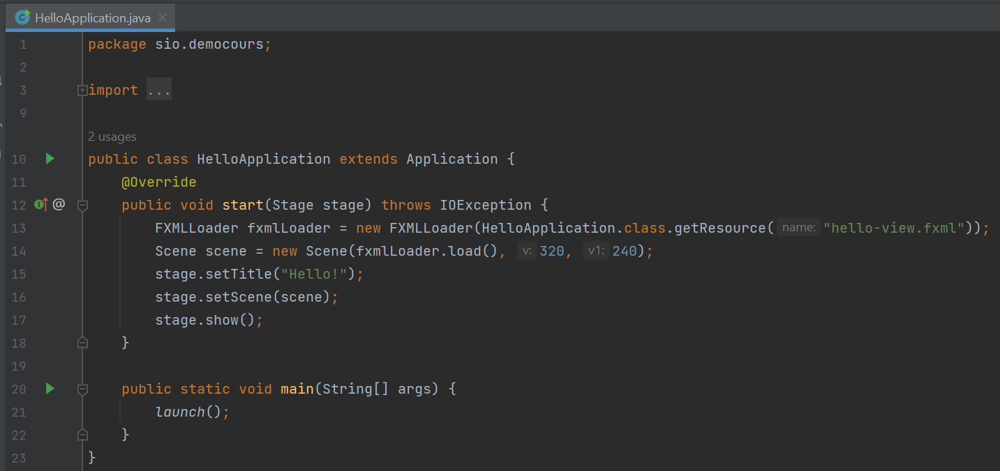 HelloApplication.java
1 package sio.democours;
2
3 import ...
9
2 usages
10 public class HelloApplication extends Application {
11 @Override
12 @ public void start(Stage stage) throws IOException {
13 FXMLLoader fxmlLoader = new FXMLLoader(HelloApplication.class.getResource( name: "hello-view.fxml"));
14 Scene scene = new Scene(fxmlLoader.load(), v: 320, v1: 240);
15 stage.setTitle("Hello!");
16 stage.setScene(scene);
17 stage.show();
18 }
19
20 public static void main(String[] args) {
21 launch();
22 }
23 }